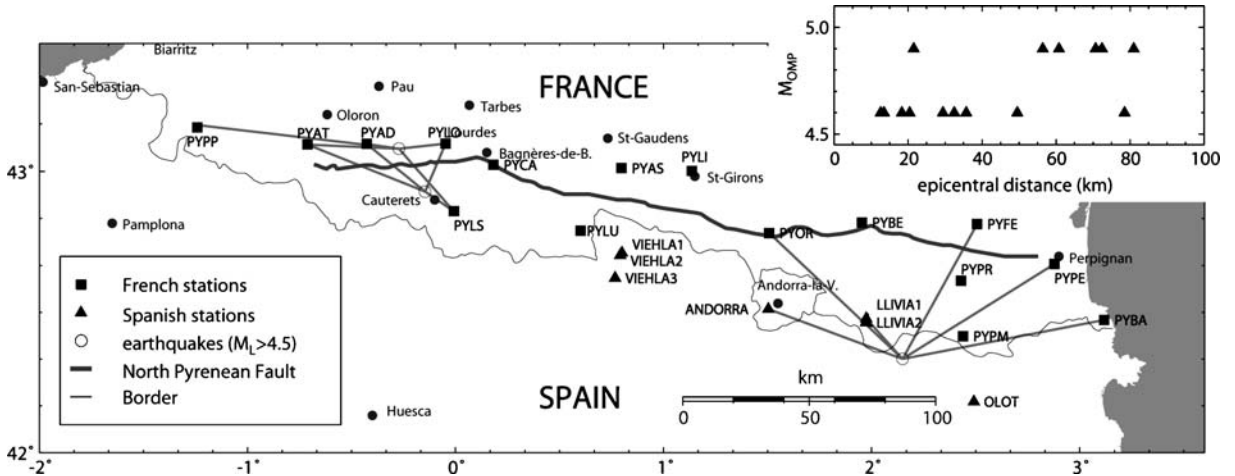 5.0
M_OMP
4.5
0 20 40 60 80 100
epicentral distance (km)
Biarritz
San-Sebastian
Pau
FRANCE
Tarbes
Oloron
PYPP
PYAT
PYAD
PYLO
Lourdes
St-Gaudens
Bagnères-de-B.
PYCA
PYAS
PYLI
St-Girons
43˚
Cauterets
PYLS
Pamplona
PYLU
PYOR
PYBE
PYFE
VIEHLA1
VIEHLA2
VIEHLA3
Perpignan
PYPE
PYPR
Andorra-la-V.
ANDORRA
LLIVIA1
LLIVIA2
PYBA
PYPM
French stations
Spanish stations
earthquakes (M_L>4.5)
North Pyrenean Fault
Border
km
0 50 100
SPAIN
OLOT
Huesca
42˚
-2˚ -1˚ 0˚ 1˚ 2˚ 3˚